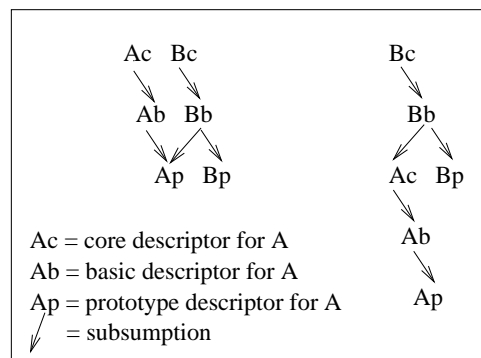 Ac Bc
Bc
Ab Bb
Bb
Ap Bp
Ac Bp
Ab
Ap
Ac = core descriptor for A
Ab = basic descriptor for A
Ap = prototype descriptor for A
= subsumption